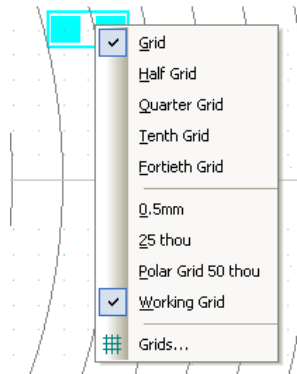 Grid
Half Grid
Quarter Grid
Tenth Grid
Fortieth Grid
0.5mm
25 thou
Polar Grid 50 thou
Working Grid
Grids...